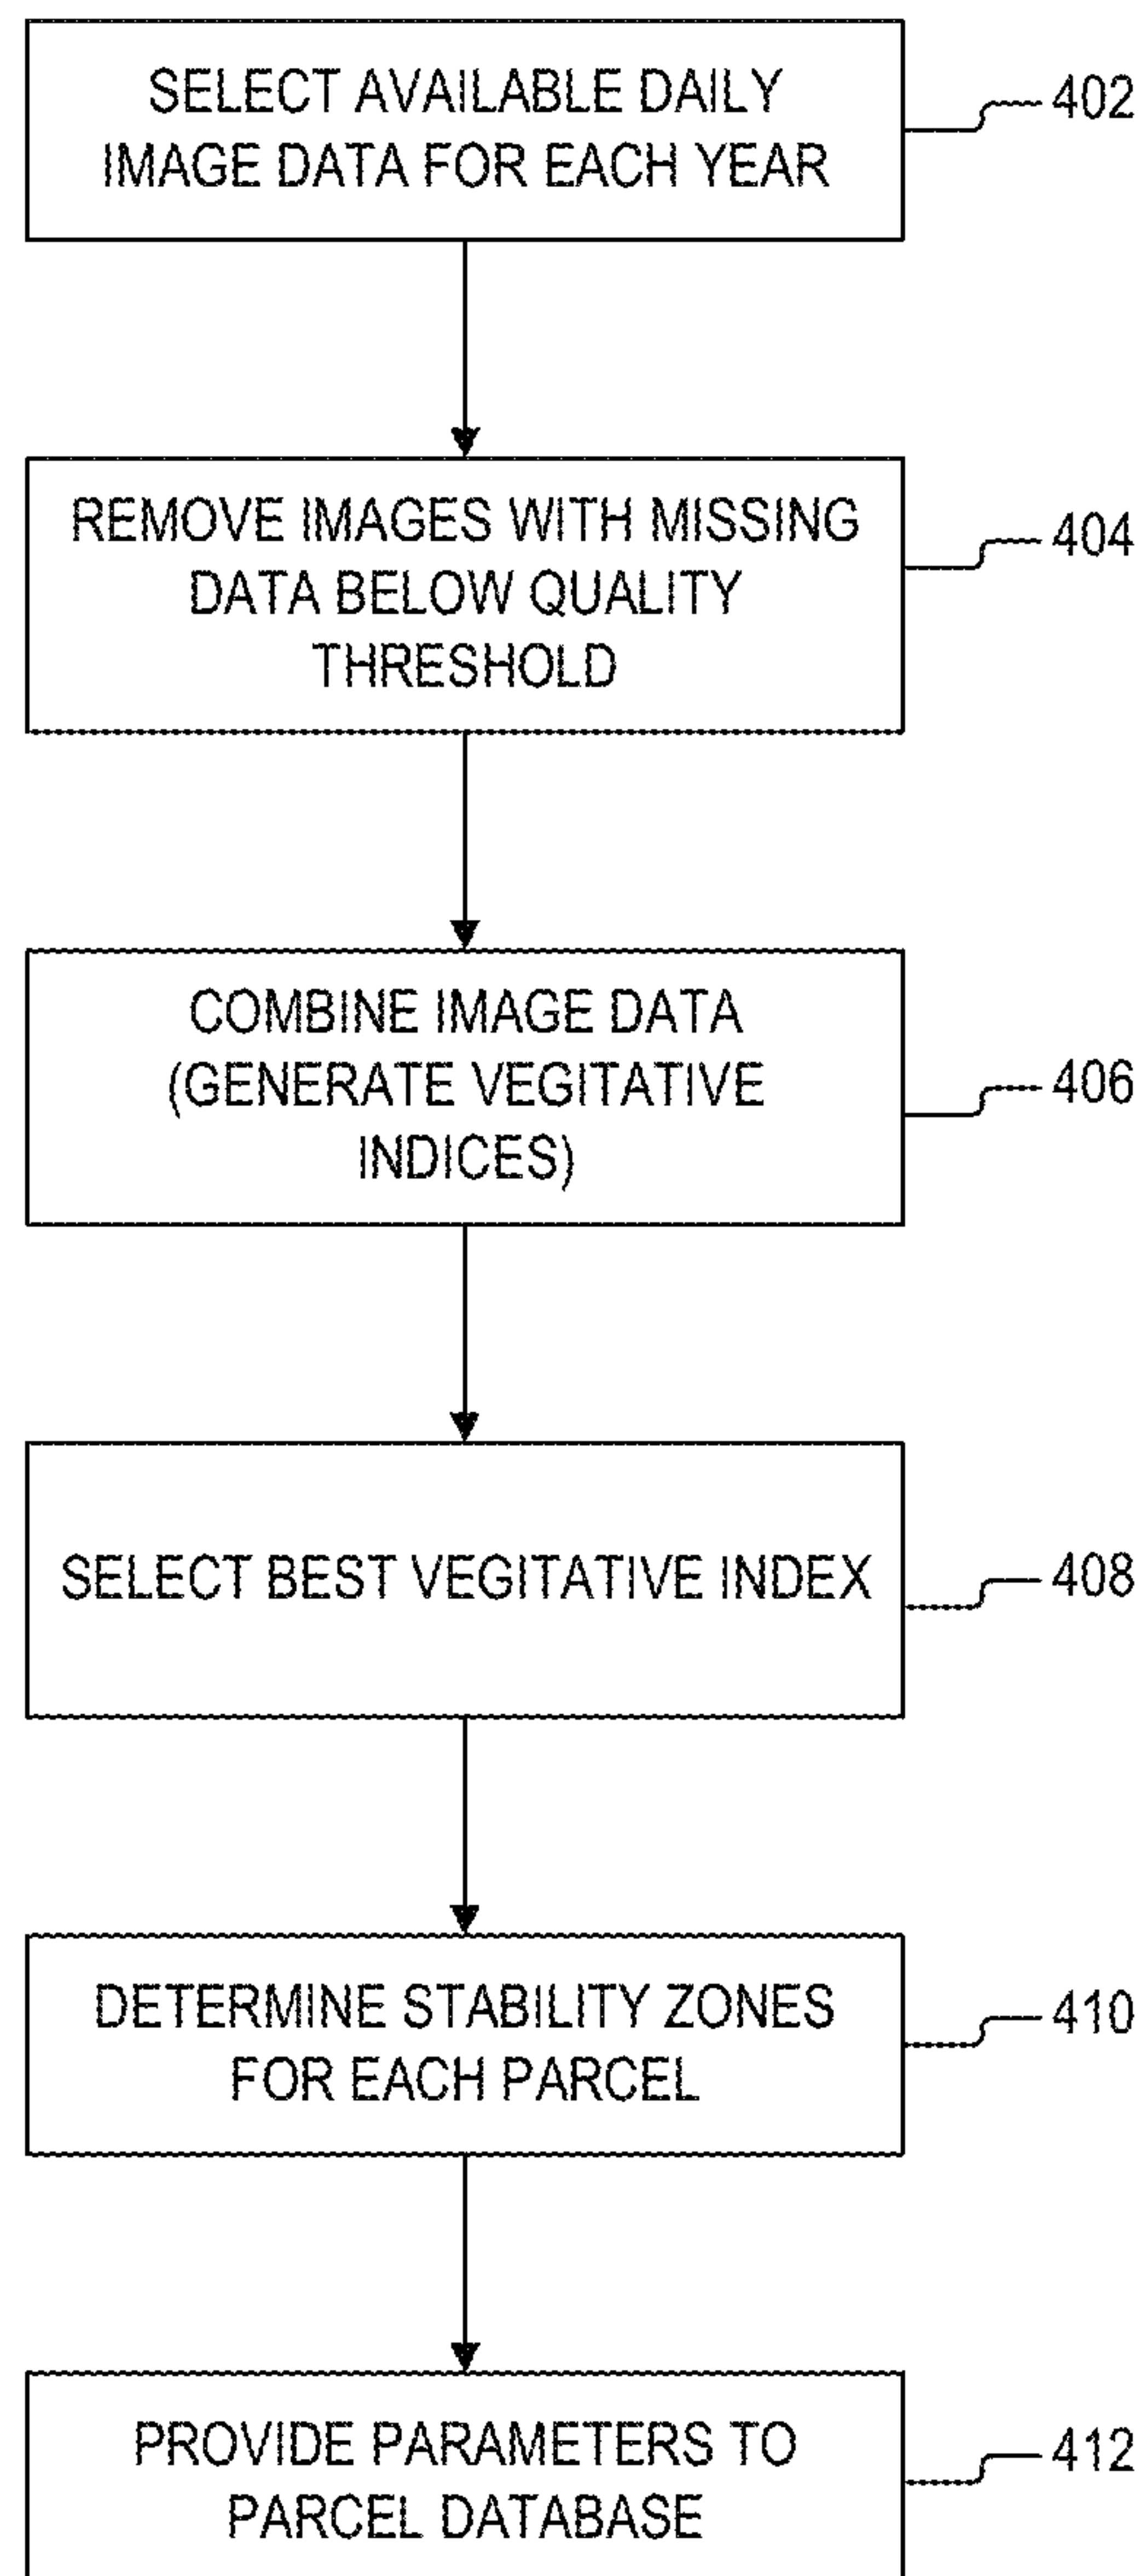 SELECT AVAILABLE DAILY
IMAGE DATA FOR EACH YEAR
402
REMOVE IMAGES WITH MISSING
DATA BELOW QUALITY
THRESHOLD
404
COMBINE IMAGE DATA
(GENERATE VEGITATIVE
INDICES)
406
SELECT BEST VEGITATIVE INDEX
408
DETERMINE STABILITY ZONES
FOR EACH PARCEL
410
PROVIDE PARAMETERS TO
PARCEL DATABASE
412